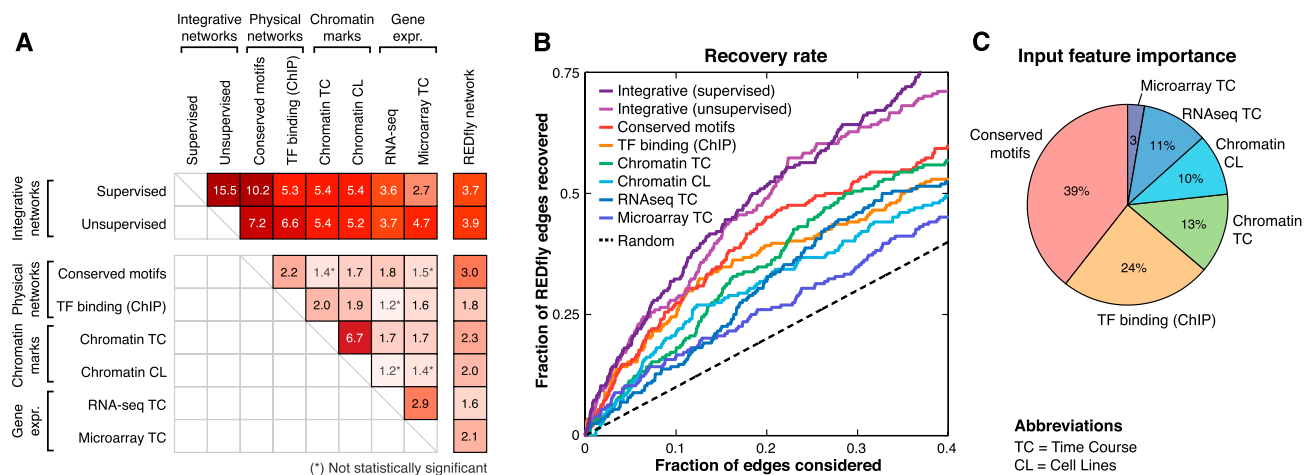 A
Integrative networks
Physical networks
Chromatin marks
Gene expr.
Supervised
Unsupervised
Conserved motifs
TF binding (ChIP)
Chromatin TC
Chromatin CL
RNA-seq
Microarray TC
REDfly network
Integrative networks
Supervised 15.5 10.2 5.3 5.4 5.4 3.6 2.7 3.7
Unsupervised 7.2 6.6 5.4 5.2 3.7 4.7 3.9
Physical networks
Conserved motifs 2.2 1.4* 1.7 1.8 1.5* 3.0
TF binding (ChIP) 2.0 1.9 1.2* 1.6 1.8
Chromatin marks
Chromatin TC 6.7 1.7 1.7 2.3
Chromatin CL 1.2* 1.4* 2.0
Gene expr.
RNA-seq TC 2.9 1.6
Microarray TC 2.1
(*) Not statistically significant
B
Recovery rate
Fraction of REDfly edges recovered
0.75
0.5
0.25
0
Integrative (supervised)
Integrative (unsupervised)
Conserved motifs
TF binding (ChIP)
Chromatin TC
Chromatin CL
RNAseq TC
Microarray TC
Random
0 0.1 0.2 0.3 0.4
Fraction of edges considered
C
Input feature importance
Microarray TC
3
RNAseq TC
11%
Chromatin CL
10%
Chromatin TC
13%
TF binding (ChIP)
24%
Conserved motifs
39%
Abbreviations
TC = Time Course
CL = Cell Lines